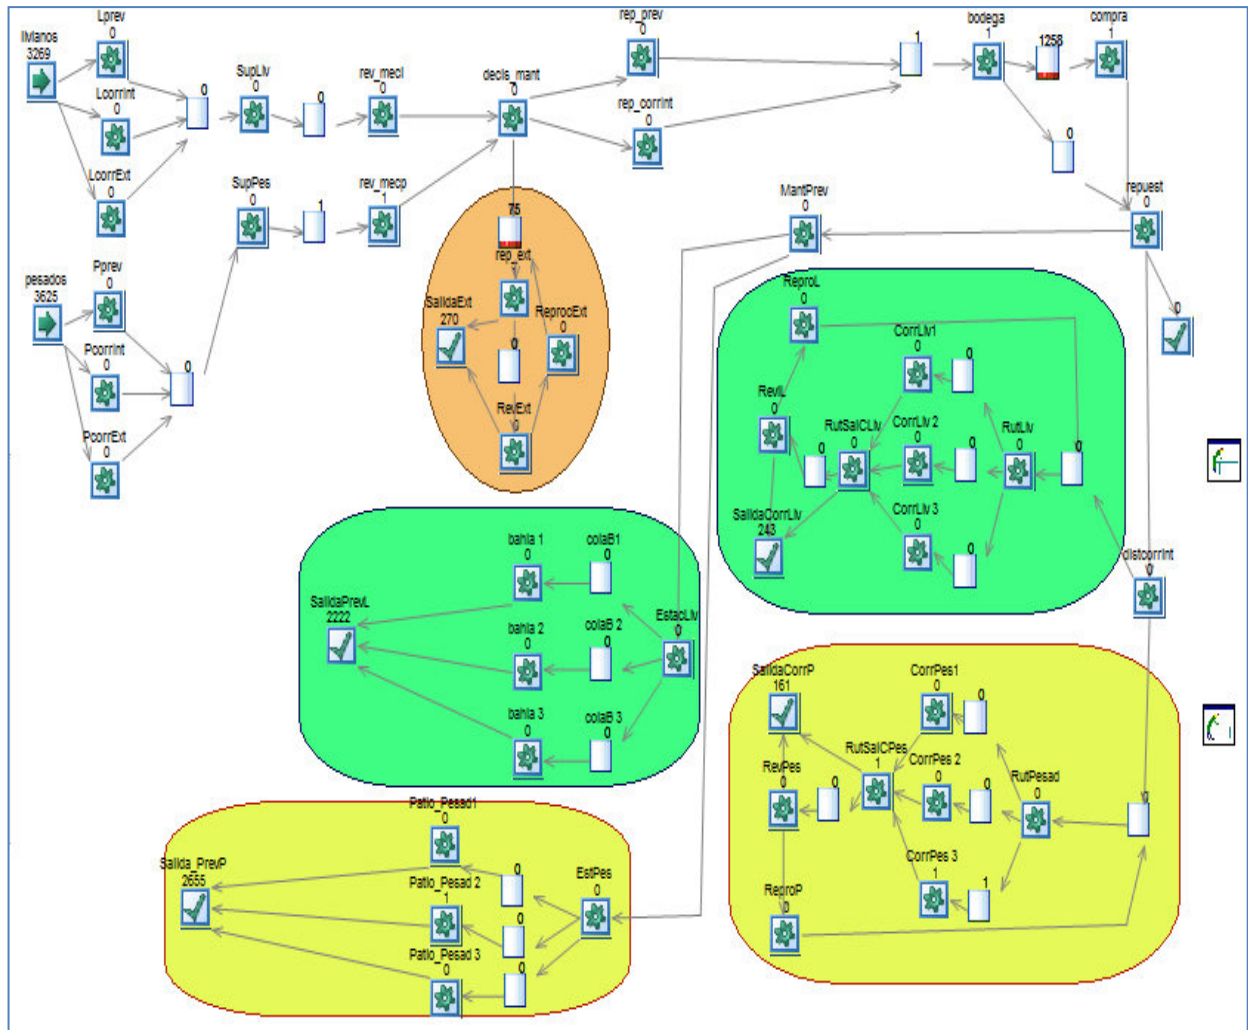 livianos
3269
Lprev
0
LcorrInt
0
LcorrExt
0
0
SupLiv
0
0
rev_mecl
0
decis_mant
0
rep_prev
0
rep_corrInt
0
1
bodega
1
1258
compra
1
0
repuest
0
0
pesados
3625
Pprev
0
PcorrInt
0
PcorrExt
0
0
SupPes
0
1
rev_mecp
1
MantPrev
0
75
rep_ext
SalidaExt
270
ReprocExt
0
0
RevExt
0
ReproL
0
CorrLiv1
0
0
ReviL
0
RutSalCLiv
0
0
CorrLiv 2
0
0
RutLiv
0
0
CorrLiv 3
0
0
SalidaCorrLiv
243
distcorrInt
0
bahia 1
0
colaB1
0
SalidaPrevL
2222
bahia 2
0
colaB 2
0
EstacLiv
0
bahia 3
0
colaB 3
0
SalidaCorrP
161
CorrPes1
0
0
RevPes
0
0
RutSalCPes
1
CorrPes 2
0
0
RutPesad
0
0
CorrPes 3
1
1
ReproP
0
Patio_Pesad1
0
0
Salida_PrevP
2655
Patio_Pesad 2
1
0
EstPes
0
Patio_Pesad 3
0
0